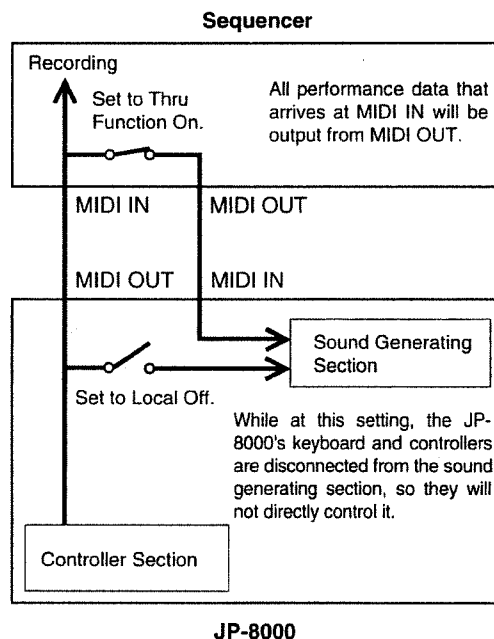 Sequencer
Recording
Set to Thru
Function On.
All performance data that
arrives at MIDI IN will be
output from MIDI OUT.
MIDI IN
MIDI OUT
MIDI OUT
MIDI IN
Sound Generating
Section
Set to Local Off.
While at this setting, the JP-
8000's keyboard and controllers
are disconnected from the sound
generating section, so they will
not directly control it.
Controller Section
JP-8000